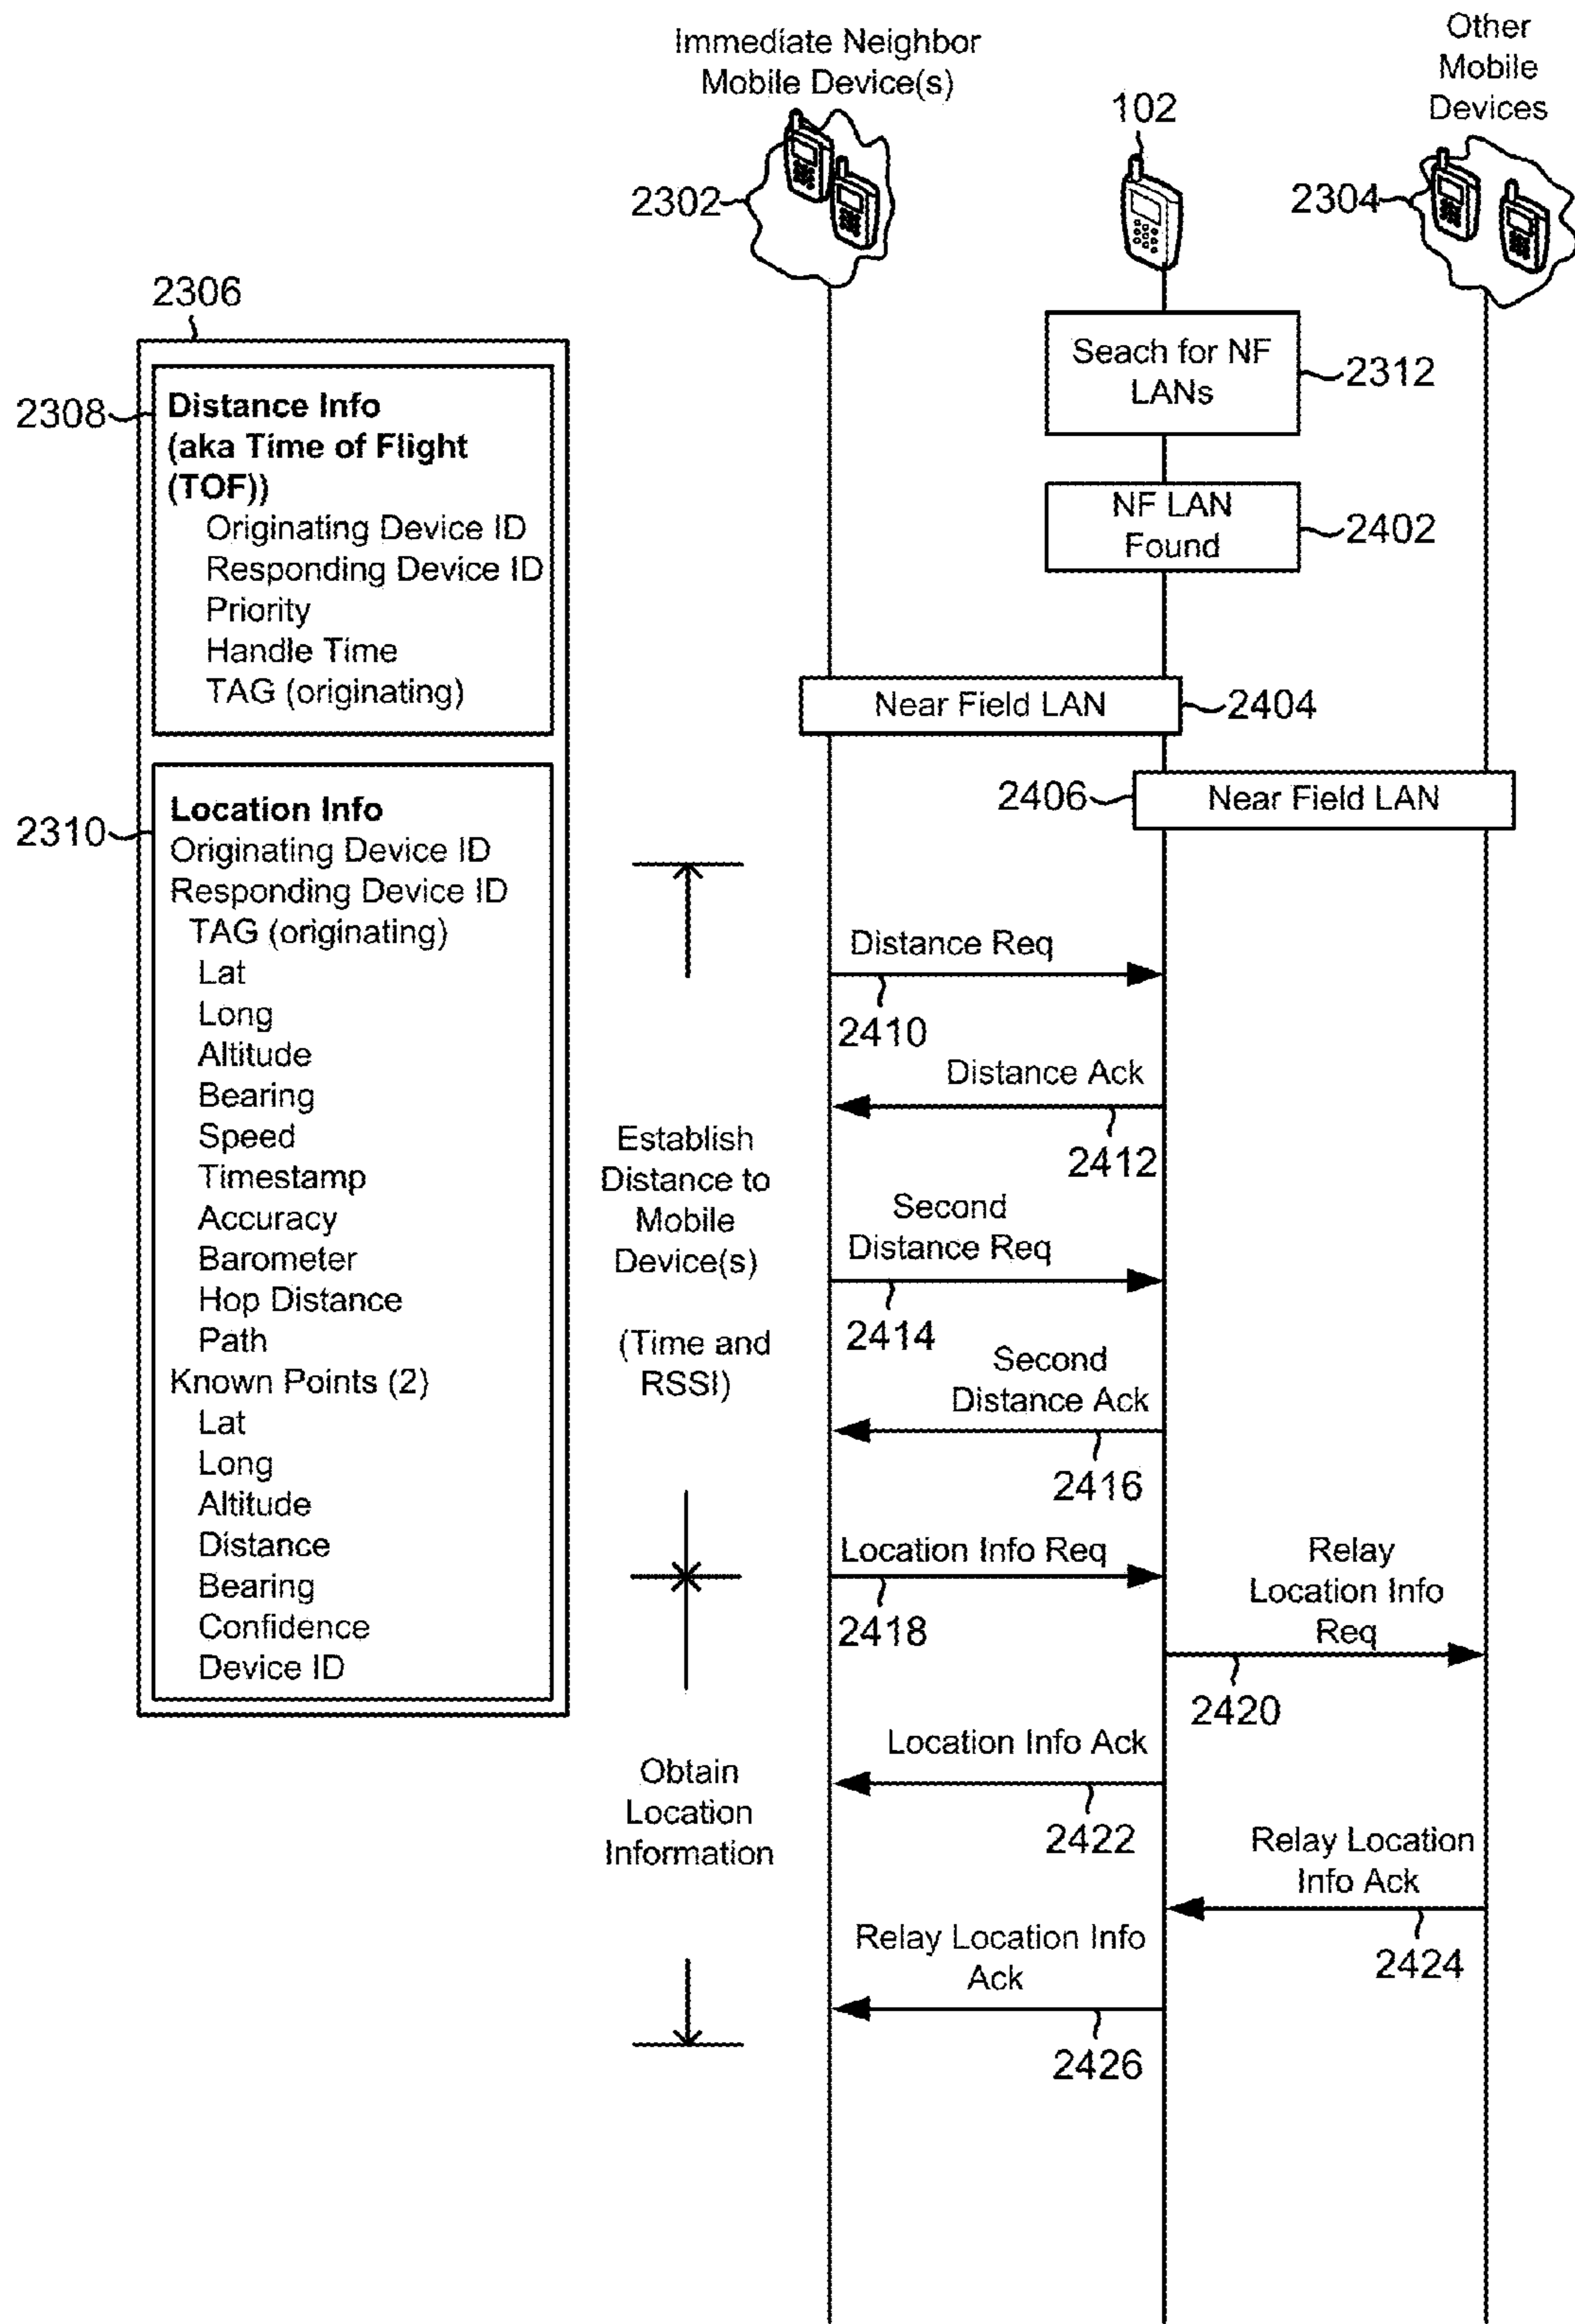 Immediate Neighbor
Mobile Device(s)
Other
Mobile
Devices
102
2302
2304
2306
Seach for NF
LANs
2312
2308
Distance Info
(aka Time of Flight
(TOF))
Originating Device ID
Responding Device ID
Priority
Handle Time
TAG (originating)
NF LAN
Found
2402
Near Field LAN
2404
2406
Near Field LAN
2310
Location Info
Originating Device ID
Responding Device ID
TAG (originating)
Lat
Long
Altitude
Bearing
Speed
Timestamp
Accuracy
Barometer
Hop Distance
Path
Known Points (2)
Lat
Long
Altitude
Distance
Bearing
Confidence
Device ID
Establish
Distance to
Mobile
Device(s)
(Time and
RSSI)
Obtain
Location
Information
Distance Req
2410
Distance Ack
2412
Second
Distance Req
2414
Second
Distance Ack
2416
Location Info Req
2418
Relay
Location Info
Req
2420
Location Info Ack
2422
Relay Location
Info Ack
2424
Relay Location Info
Ack
2426